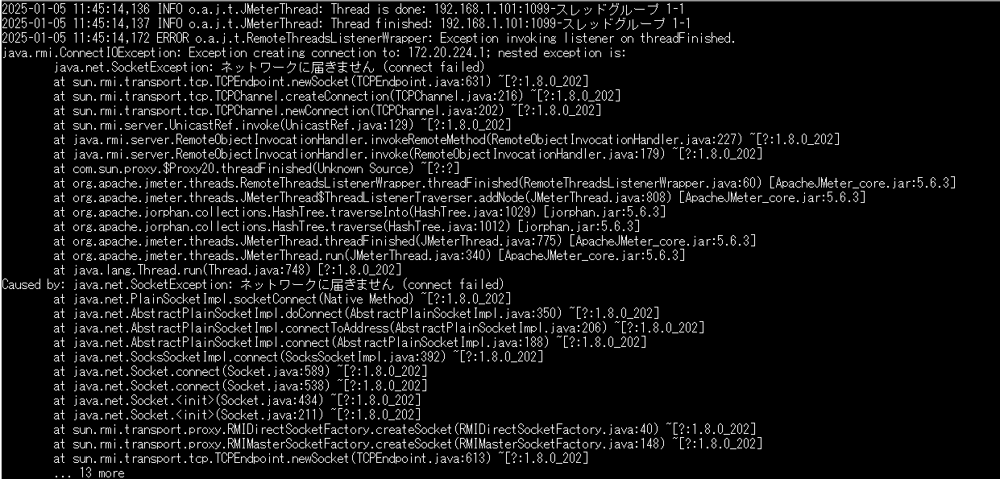 2025-01-05 11:45:14,136 INFO o.a.j.t.JMeterThread: Thread is done: 192.168.1.101:1099-スレッドグループ 1-1
2025-01-05 11:45:14,137 INFO o.a.j.t.JMeterThread: Thread finished: 192.168.1.101:1099-スレッドグループ 1-1
2025-01-05 11:45:14,172 ERROR o.a.j.t.RemoteThreadsListenerWrapper: Exception invoking listener on threadFinished.
java.rmi.ConnectIOException: Exception creating connection to: 172.20.224.1; nested exception is:
java.net.SocketException: ネットワークに届きません (connect failed)
at sun.rmi.transport.tcp.TCPEndpoint.newSocket(TCPEndpoint.java:631) ~[?:1.8.0_202]
at sun.rmi.transport.tcp.TCPChannel.createConnection(TCPChannel.java:216) ~[?:1.8.0_202]
at sun.rmi.transport.tcp.TCPChannel.newConnection(TCPChannel.java:202) ~[?:1.8.0_202]
at sun.rmi.server.UnicastRef.invoke(UnicastRef.java:129) ~[?:1.8.0_202]
at java.rmi.server.RemoteObjectInvocationHandler.invokeRemoteMethod(RemoteObjectInvocationHandler.java:227) ~[?:1.8.0_202]
at java.rmi.server.RemoteObjectInvocationHandler.invoke(RemoteObjectInvocationHandler.java:179) ~[?:1.8.0_202]
at com.sun.proxy.$Proxy20.threadFinished(Unknown Source) ~[?:?]
at org.apache.jmeter.threads.RemoteThreadsListenerWrapper.threadFinished(RemoteThreadsListenerWrapper.java:60) [ApacheJMeter_core.jar:5.6.3]
at org.apache.jmeter.threads.JMeterThread$ThreadListenerTraverser.addNode(JMeterThread.java:808) [ApacheJMeter_core.jar:5.6.3]
at org.apache.jorphan.collections.HashTree.traverseInto(HashTree.java:1029) [jorphan.jar:5.6.3]
at org.apache.jorphan.collections.HashTree.traverse(HashTree.java:1012) [jorphan.jar:5.6.3]
at org.apache.jmeter.threads.JMeterThread.threadFinished(JMeterThread.java:775) [ApacheJMeter_core.jar:5.6.3]
at org.apache.jmeter.threads.JMeterThread.run(JMeterThread.java:340) [ApacheJMeter_core.jar:5.6.3]
at java.lang.Thread.run(Thread.java:748) [?:1.8.0_202]
Caused by: java.net.SocketException: ネットワークに届きません (connect failed)
at java.net.PlainSocketImpl.socketConnect(Native Method) ~[?:1.8.0_202]
at java.net.AbstractPlainSocketImpl.doConnect(AbstractPlainSocketImpl.java:350) ~[?:1.8.0_202]
at java.net.AbstractPlainSocketImpl.connectToAddress(AbstractPlainSocketImpl.java:206) ~[?:1.8.0_202]
at java.net.AbstractPlainSocketImpl.connect(AbstractPlainSocketImpl.java:188) ~[?:1.8.0_202]
at java.net.SocksSocketImpl.connect(SocksSocketImpl.java:392) ~[?:1.8.0_202]
at java.net.Socket.connect(Socket.java:589) ~[?:1.8.0_202]
at java.net.Socket.connect(Socket.java:538) ~[?:1.8.0_202]
at java.net.Socket.<init>(Socket.java:434) ~[?:1.8.0_202]
at java.net.Socket.<init>(Socket.java:211) ~[?:1.8.0_202]
at sun.rmi.transport.proxy.RMIDirectSocketFactory.createSocket(RMIDirectSocketFactory.java:40) ~[?:1.8.0_202]
at sun.rmi.transport.proxy.RMIMasterSocketFactory.createSocket(RMIMasterSocketFactory.java:148) ~[?:1.8.0_202]
at sun.rmi.transport.tcp.TCPEndpoint.newSocket(TCPEndpoint.java:613) ~[?:1.8.0_202]
... 13 more